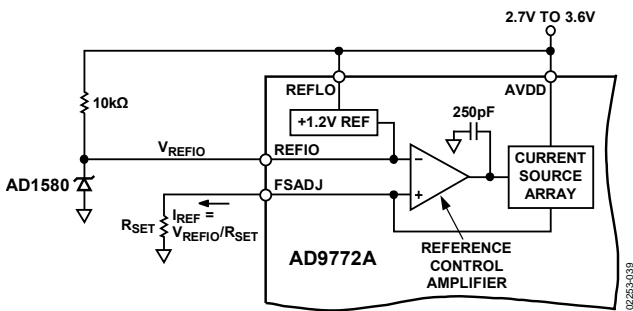 2.7V TO 3.6V
REFLO
AVDD
10kΩ
+1.2V REF
250pF
VREFIO
REFIO
AD1580
FSADJ
CURRENT
SOURCE
ARRAY
RSET
IREF =
VREFIO/RSET
–
+
AD9772A
REFERENCE
CONTROL
AMPLIFIER
02253-039